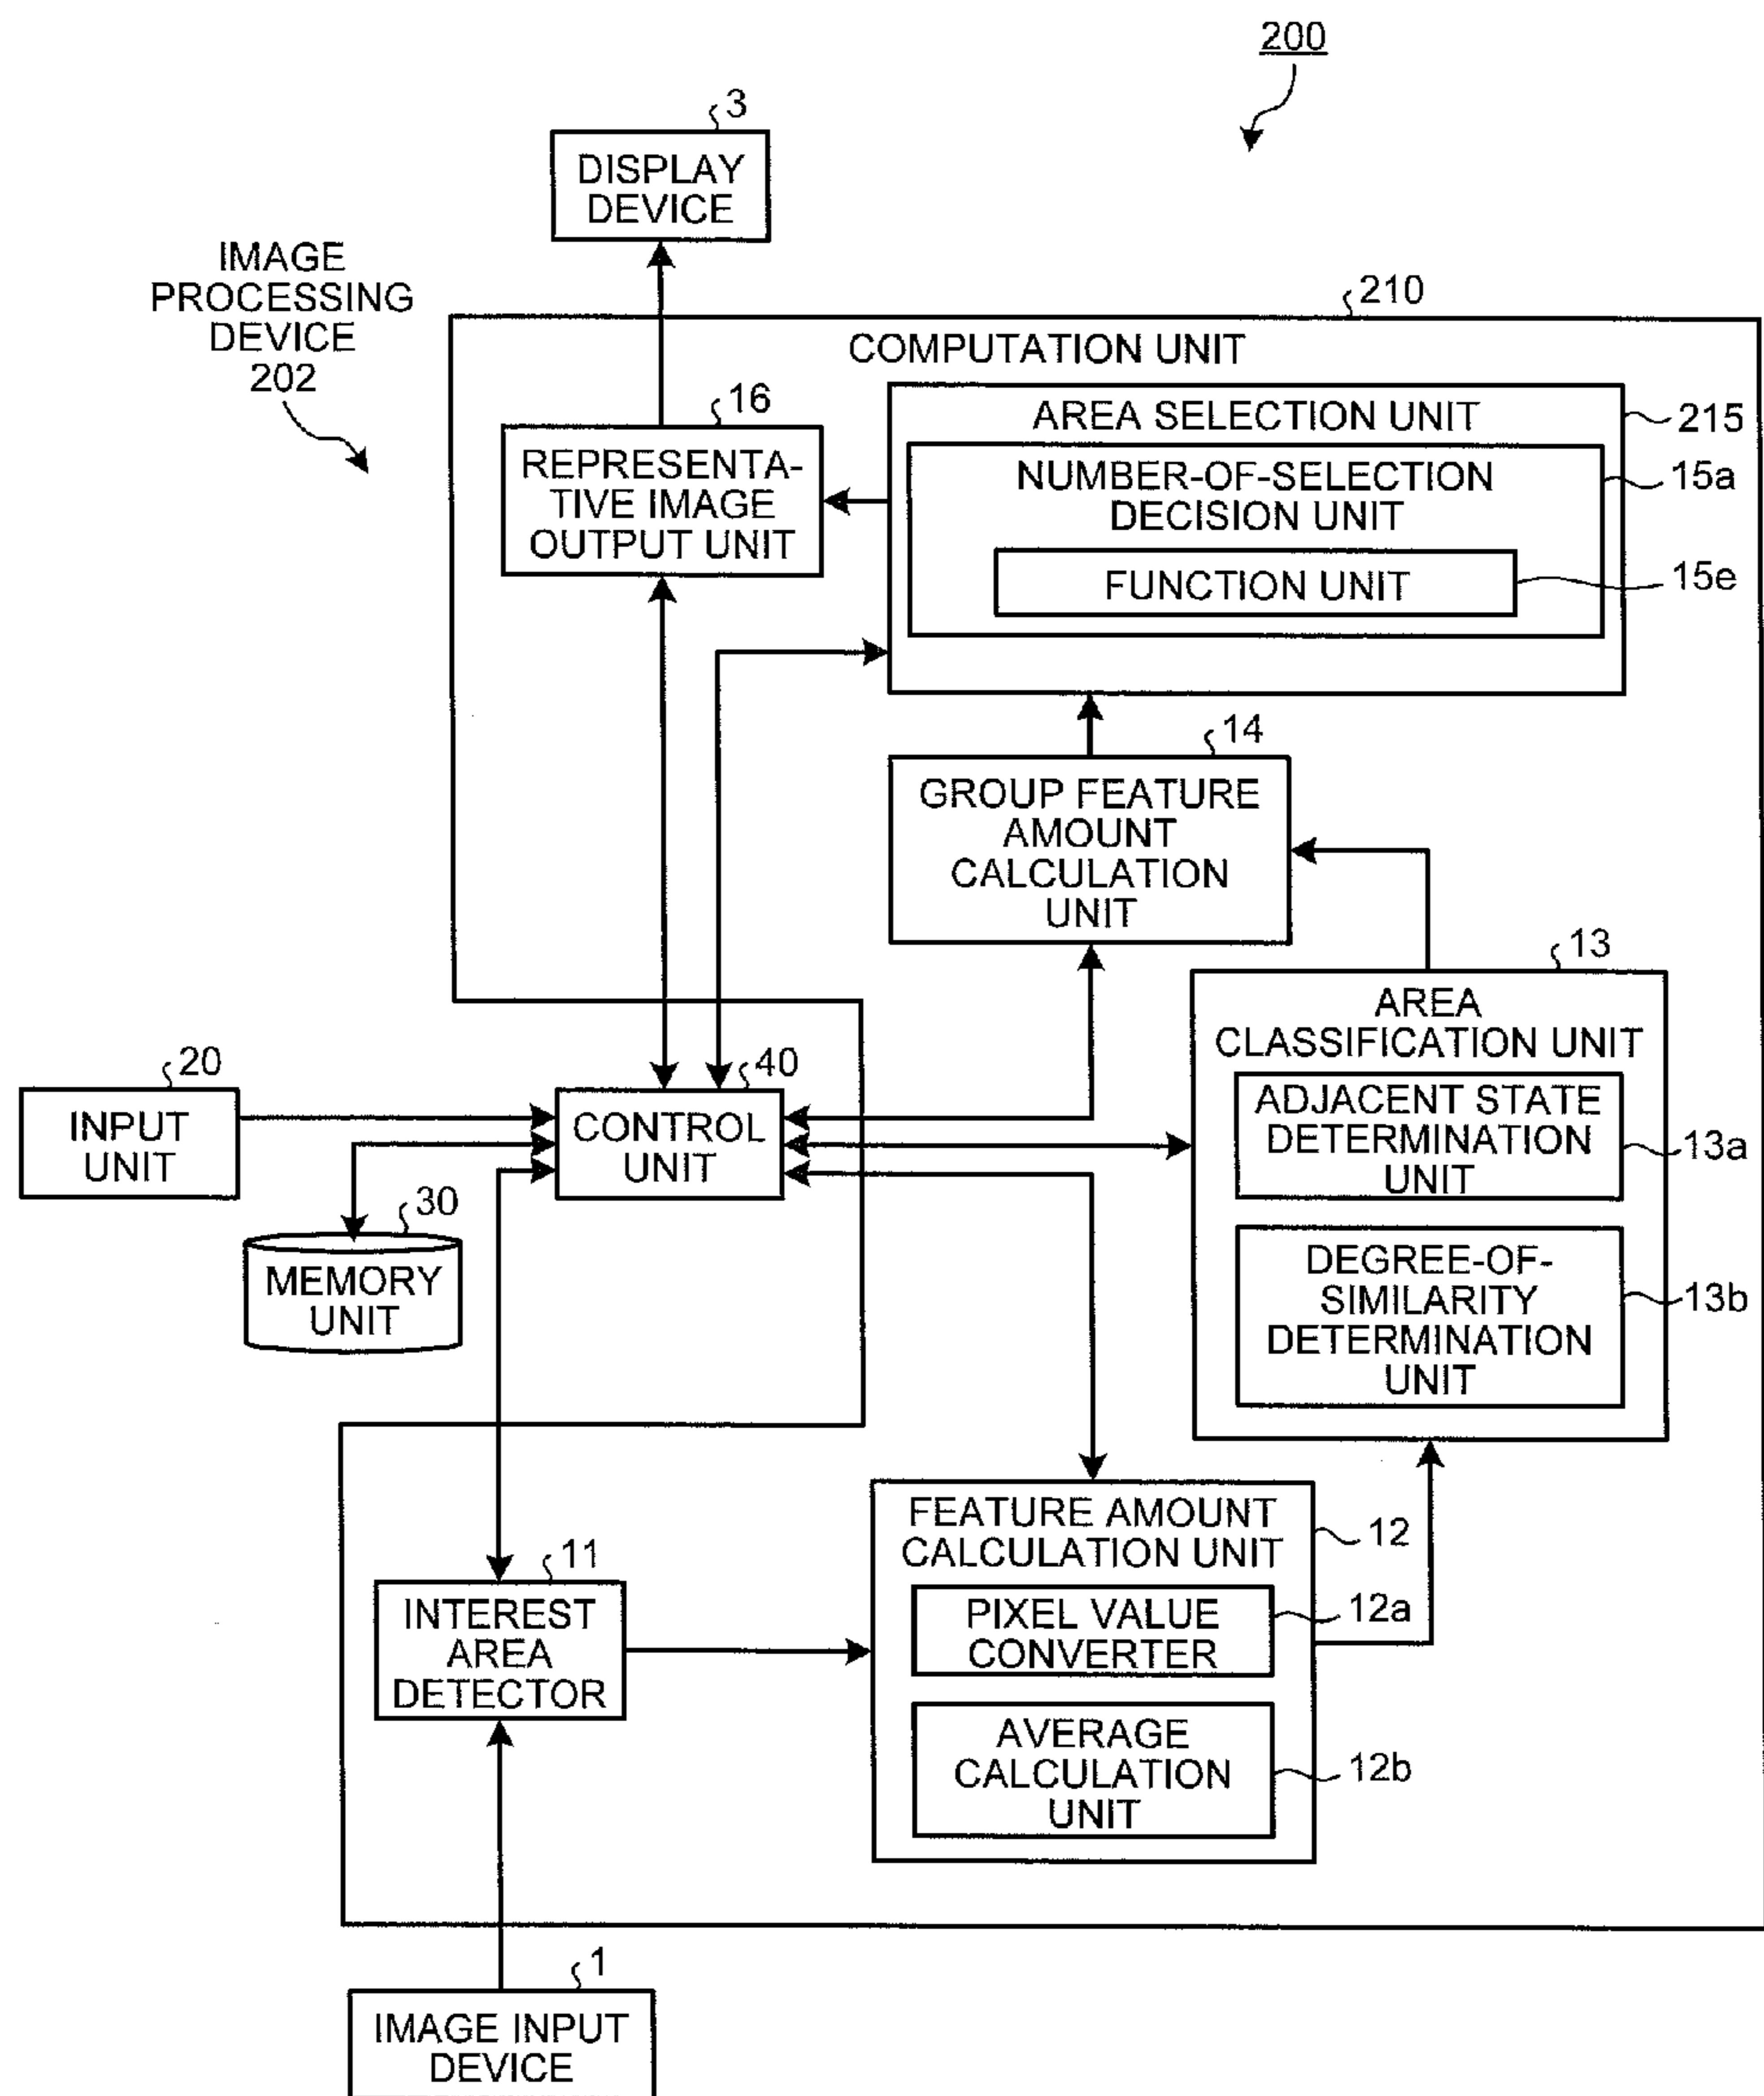 200
3
DISPLAY
DEVICE
IMAGE
PROCESSING
DEVICE
202
210
COMPUTATION UNIT
16
REPRESENTA-
TIVE IMAGE
OUTPUT UNIT
AREA SELECTION UNIT
215
NUMBER-OF-SELECTION
DECISION UNIT
15a
FUNCTION UNIT
15e
14
GROUP FEATURE
AMOUNT
CALCULATION
UNIT
13
AREA
CLASSIFICATION UNIT
ADJACENT STATE
DETERMINATION
UNIT
13a
DEGREE-OF-
SIMILARITY
DETERMINATION
UNIT
13b
20
INPUT
UNIT
40
CONTROL
UNIT
30
MEMORY
UNIT
11
INTEREST
AREA
DETECTOR
FEATURE AMOUNT
CALCULATION UNIT
12
PIXEL VALUE
CONVERTER
12a
AVERAGE
CALCULATION
UNIT
12b
1
IMAGE INPUT
DEVICE